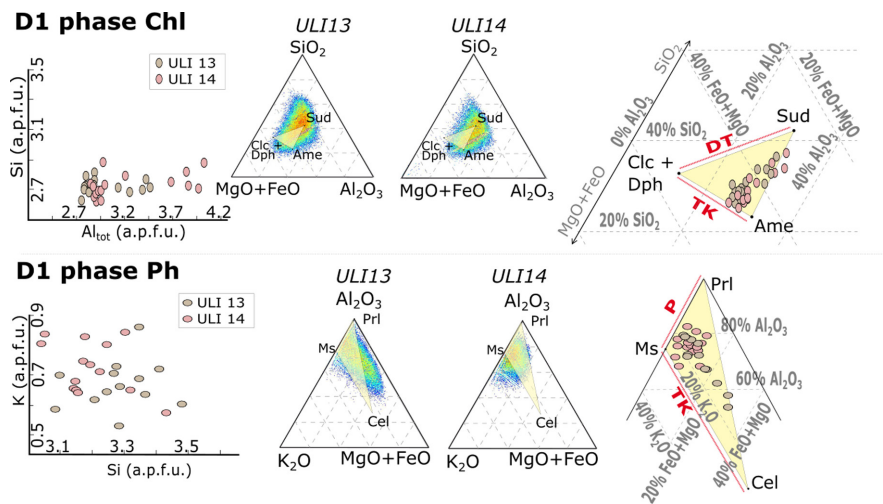 D1 phase Chl
ULI 13
ULI 14
Si (a.p.f.u.)
3.5
3.1
2.7
2.7 3.2 3.7 4.2
Al_tot (a.p.f.u.)
ULI13
SiO₂
Sud
Clc +
Dph
Ame
MgO+FeO Al₂O₃
ULI14
SiO₂
Sud
Clc +
Dph
Ame
MgO+FeO Al₂O₃
SiO₂
MgO+FeO
0% Al₂O₃
40% FeO+MgO
20% Al₂O₃
20% FeO+MgO
40% SiO₂
40% Al₂O₃
20% SiO₂
Sud
DT
Clc +
Dph
TK
Ame
D1 phase Ph
ULI 13
ULI 14
K (a.p.f.u.)
0.9
0.7
0.5
3.1 3.3 3.5
Si (a.p.f.u.)
ULI13
Al₂O₃
Prl
Ms
Cel
K₂O MgO+FeO
ULI14
Al₂O₃
Prl
Ms
Cel
K₂O MgO+FeO
Prl
P
80% Al₂O₃
Ms
60% Al₂O₃
20% K₂O
TK
40% K₂O
20% FeO+MgO
40% FeO+MgO
Cel